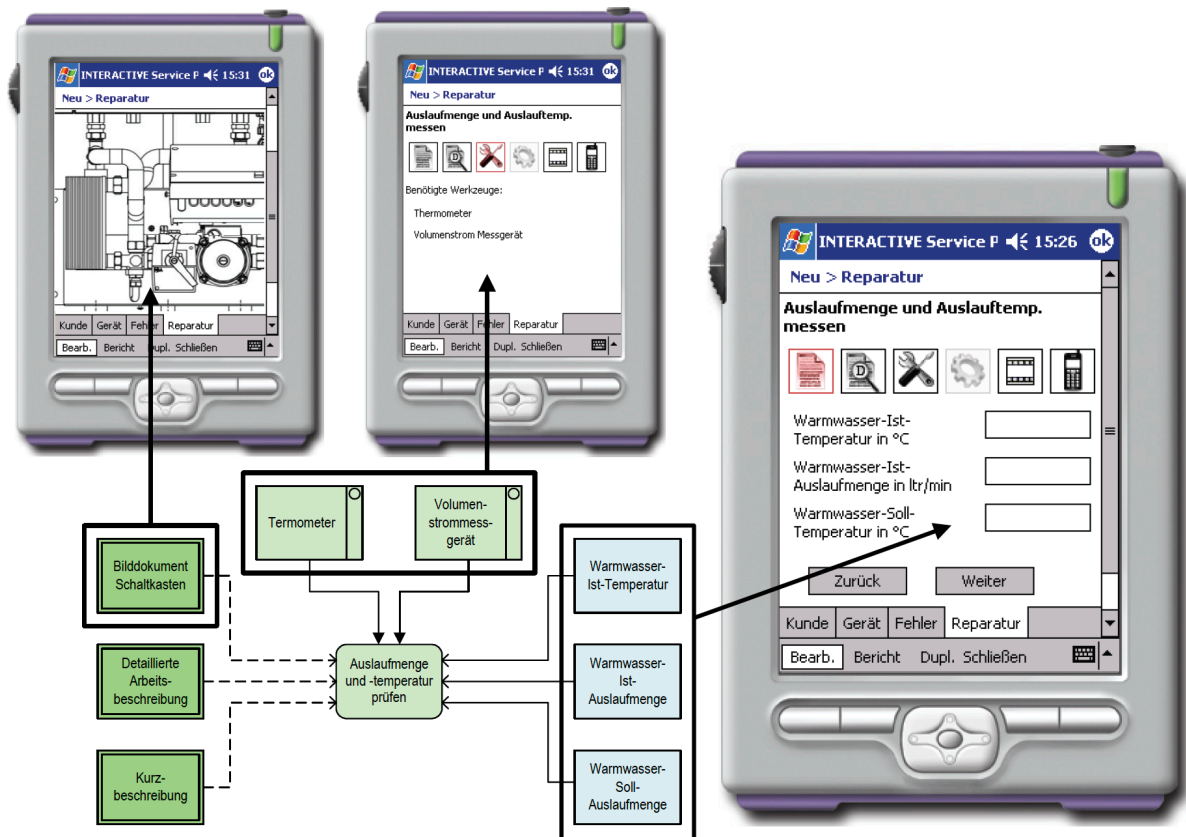 INTERACTIVE Service P 15:31 ok
Neu > Reparatur
Kunde Gerät Fehler Reparatur
Bearb. Bericht Dupl. Schließen
INTERACTIVE Service P 15:31 ok
Neu > Reparatur
Auslaufmenge und Auslauftemp.
messen
D
Benötigte Werkzeuge:
Thermometer
Volumenstrom Messgerät
Kunde Gerät Fehler Reparatur
Bearb. Bericht Dupl. Schließen
INTERACTIVE Service P 15:26 ok
Neu > Reparatur
Auslaufmenge und Auslauftemp.
messen
D
Warmwasser-Ist-
Temperatur in °C
Warmwasser-Ist-
Auslaufmenge in ltr/min
Warmwasser-Soll-
Temperatur in °C
Zurück Weiter
Kunde Gerät Fehler Reparatur
Bearb. Bericht Dupl. Schließen
Termometer
Volumen-
strommess-
gerät
Bilddokument
Schaltkasten
Detaillierte
Arbeits-
beschreibung
Kurz-
beschreibung
Auslaufmenge
und -temperatur
prüfen
Warmwasser-
Ist-Temperatur
Warmwasser-
Ist-
Auslaufmenge
Warmwasser-
Soll-
Auslaufmenge